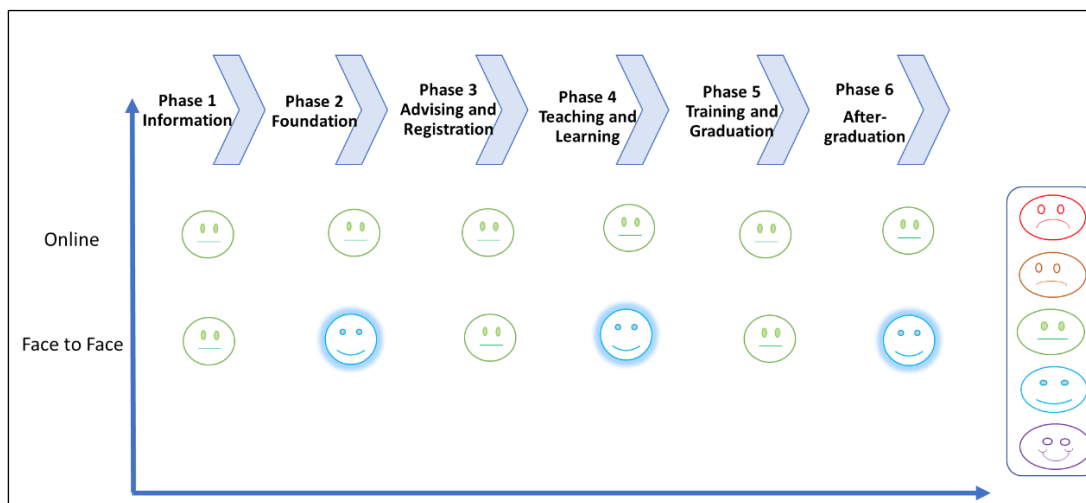 Phase 1
Information
Phase 2
Foundation
Phase 3
Advising and
Registration
Phase 4
Teaching and
Learning
Phase 5
Training and
Graduation
Phase 6
After-
graduation
Online
Face to Face